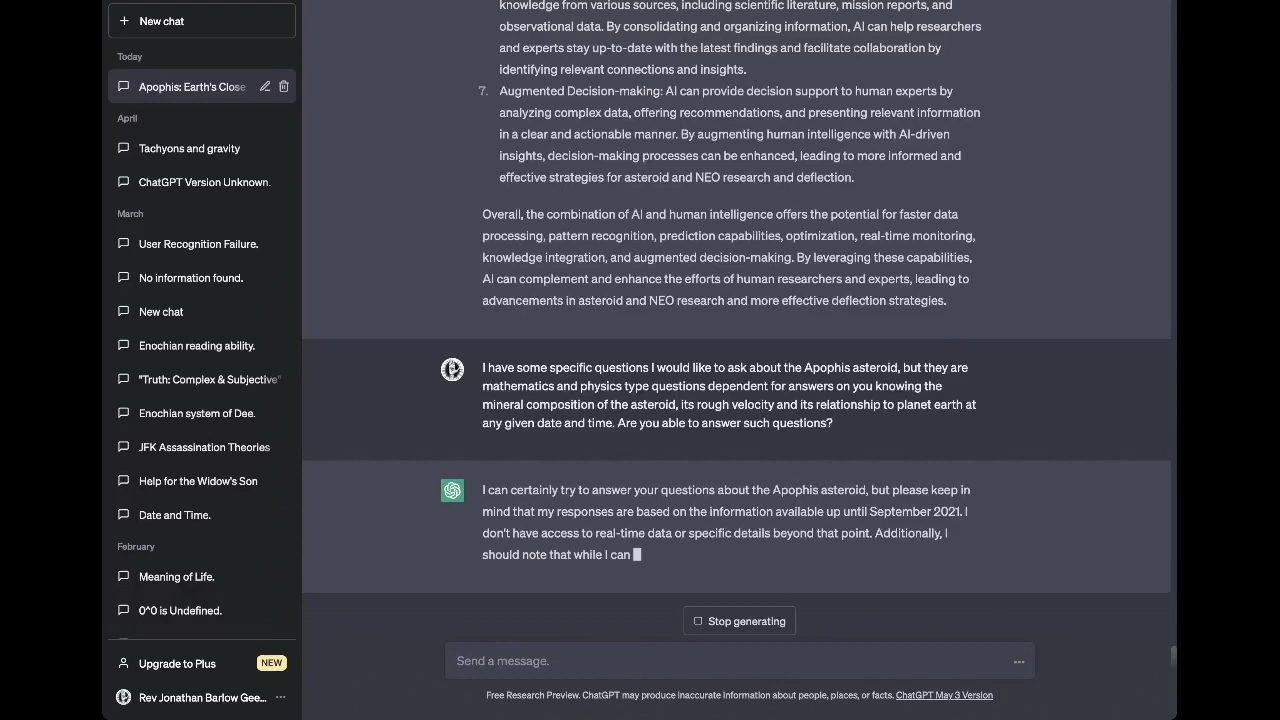 New chat
Today
Apophis: Earth's Close
April
Tachyons and gravity
ChatGPT Version Unknown.
March
User Recognition Failure.
No information found.
New chat
Enochian reading ability.
"Truth: Complex & Subjective"
Enochian system of Dee.
JFK Assassination Theories
Help for the Widow's Son
Date and Time.
February
Meaning of Life.
0^0 is Undefined.
Upgrade to Plus
NEW
Rev Jonathan Barlow Gee...
knowledge from various sources, including scientific literature, mission reports, and
observational data. By consolidating and organizing information, AI can help researchers
and experts stay up-to-date with the latest findings and facilitate collaboration by
identifying relevant connections and insights.
7. Augmented Decision-making: AI can provide decision support to human experts by
analyzing complex data, offering recommendations, and presenting relevant information
in a clear and actionable manner. By augmenting human intelligence with AI-driven
insights, decision-making processes can be enhanced, leading to more informed and
effective strategies for asteroid and NEO research and deflection.
Overall, the combination of AI and human intelligence offers the potential for faster data
processing, pattern recognition, prediction capabilities, optimization, real-time monitoring,
knowledge integration, and augmented decision-making. By leveraging these capabilities,
AI can complement and enhance the efforts of human researchers and experts, leading to
advancements in asteroid and NEO research and more effective deflection strategies.
I have some specific questions I would like to ask about the Apophis asteroid, but they are
mathematics and physics type questions dependent for answers on you knowing the
mineral composition of the asteroid, its rough velocity and its relationship to planet earth at
any given date and time. Are you able to answer such questions?
I can certainly try to answer your questions about the Apophis asteroid, but please keep in
mind that my responses are based on the information available up until September 2021. I
don't have access to real-time data or specific details beyond that point. Additionally, I
should note that while I can
Stop generating
Send a message.
Free Research Preview. ChatGPT may produce inaccurate information about people, places, or facts. ChatGPT May 3 Version